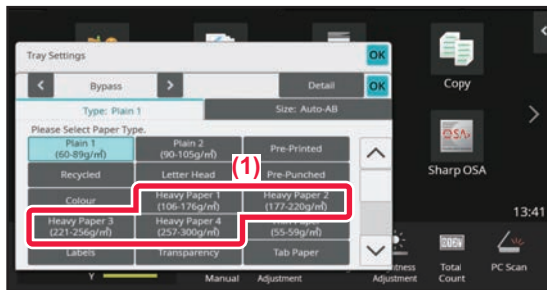 Tray Settings
OK
Bypass
Detail
OK
Type: Plain 1
Size: Auto-AB
Please Select Paper Type.
Plain 1
(60-89g/㎡)
Plain 2
(90-105g/㎡)
Pre-Printed
Recycled
Letter Head
(1)
Pre-Punched
Colour
Heavy Paper 1
(106-176g/㎡)
Heavy Paper 2
(177-220g/㎡)
Heavy Paper 3
(221-256g/㎡)
Heavy Paper 4
(257-300g/㎡)
(55-59g/㎡)
Labels
Transparency
Tab Paper
Copy
OSA
Sharp OSA
13:41
Y
Manual
Adjustment
Adjustment
Total
Count
PC Scan